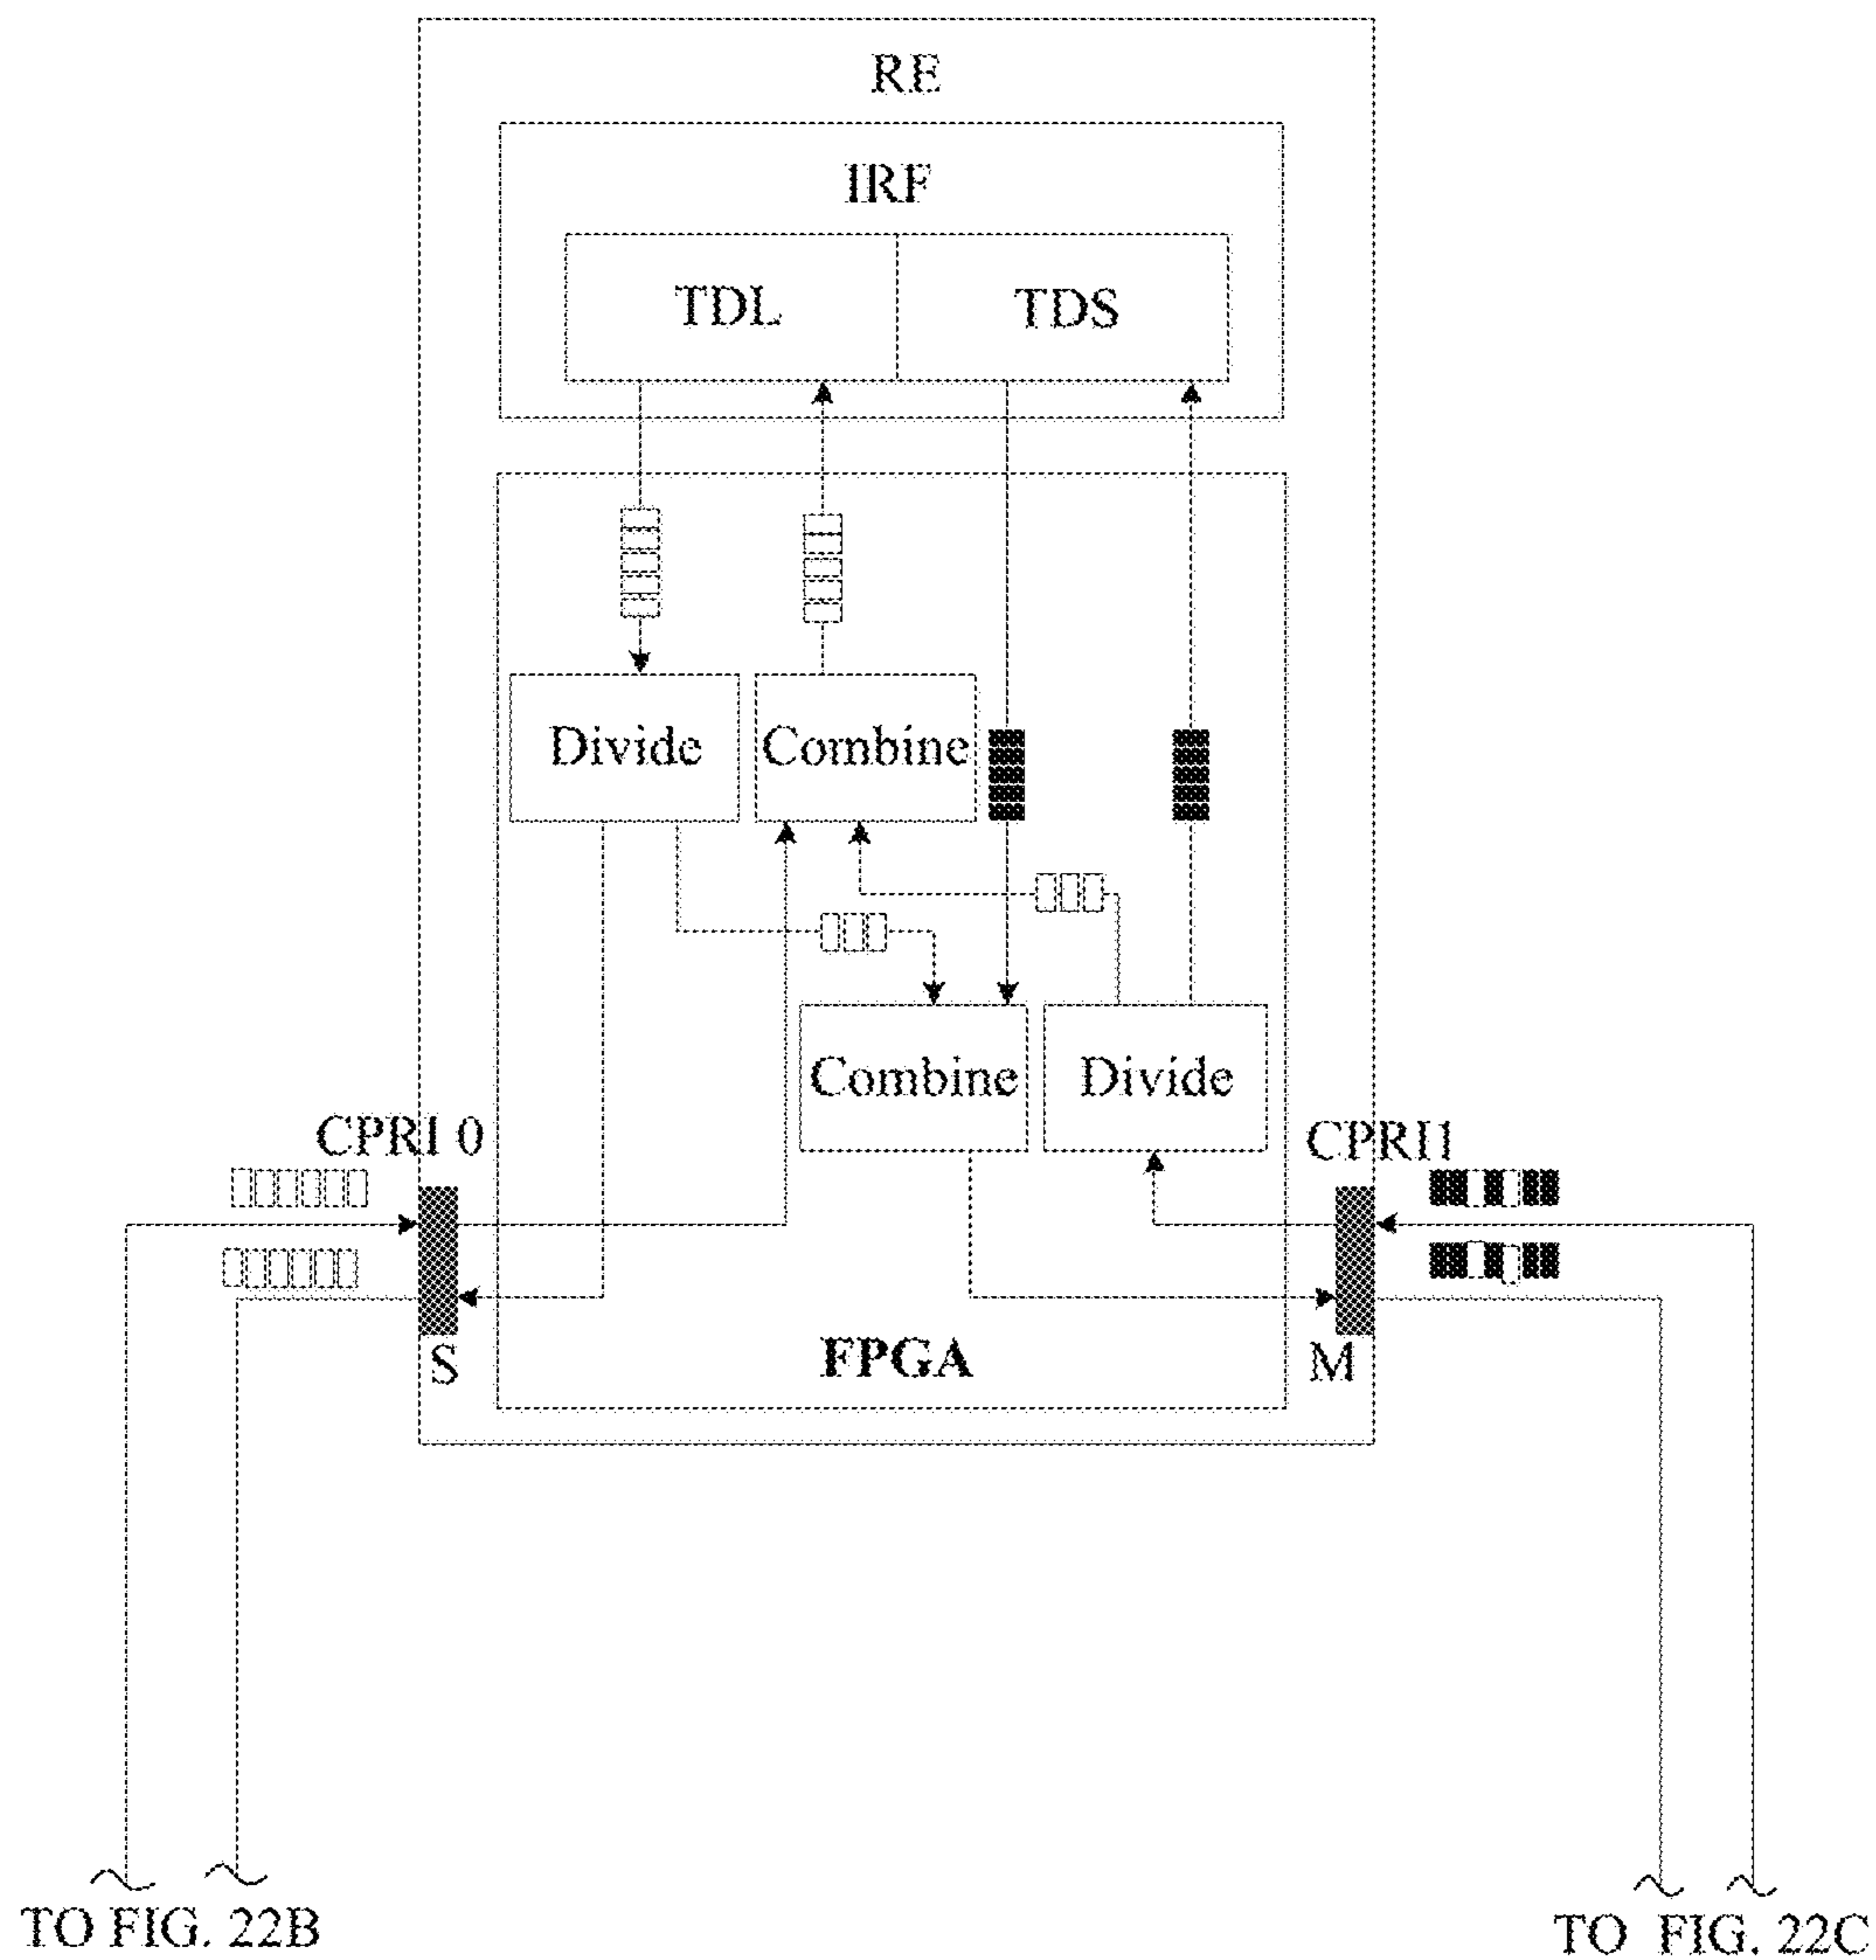 RE
IRF
TDL
TDS
Divide
Combine
Combine
Divide
CPRI 0
CPRI1
S
FPGA
M
TO FIG. 22B
TO FIG. 22C